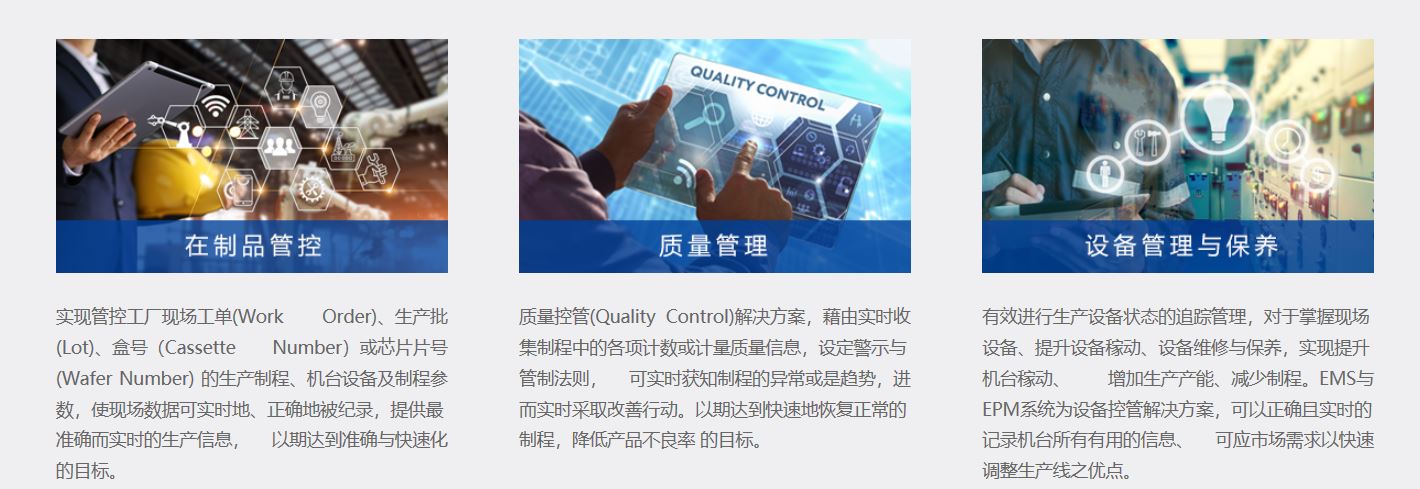 QUALITY CONTROL
在制品管控
质量管理
设备管理与保养
实现管控工厂现场工单(Work Order)、生产批
(Lot)、盒号（Cassette Number）或芯片片号
(Wafer Number) 的生产制程、机台设备及制程参
数，使现场数据可实时地、正确地被纪录，提供最
准确而实时的生产信息， 以期达到准确与快速化
的目标。
质量控管(Quality Control)解决方案，藉由实时收
集制程中的各项计数或计量质量信息，设定警示与
管制法则， 可实时获知制程的异常或是趋势，进
而实时采取改善行动。以期达到快速地恢复正常的
制程，降低产品不良率 的目标。
有效进行生产设备状态的追踪管理，对于掌握现场
设备、提升设备稼动、设备维修与保养，实现提升
机台稼动、 增加生产产能、减少制程。EMS与
EPM系统为设备控管解决方案，可以正确且实时的
记录机台所有有用的信息、 可应市场需求以快速
调整生产线之优点。